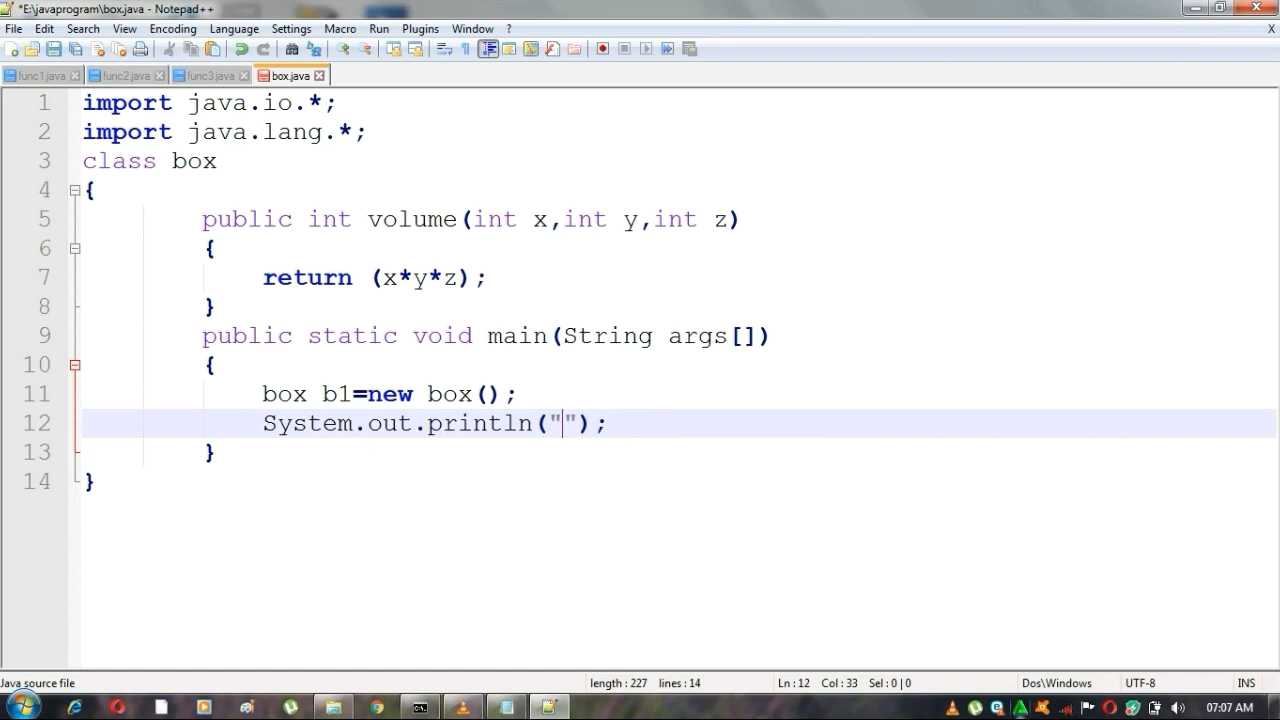 *E:\javaprogram\box.java - Notepad++
File Edit Search View Encoding Language Settings Macro Run Plugins Window ? X
func1.java func2.java func3.java box.java
1 import java.io.*;
2 import java.lang.*;
3 class box
4 {
5 public int volume(int x,int y,int z)
6 {
7 return (x*y*z);
8 }
9 public static void main(String args[])
10 {
11 box b1=new box();
12 System.out.println("");
13 }
14 }
Java source file length : 227 lines : 14 Ln : 12 Col : 33 Sel : 0 | 0 Dos\Windows UTF-8 INS
07:07 AM